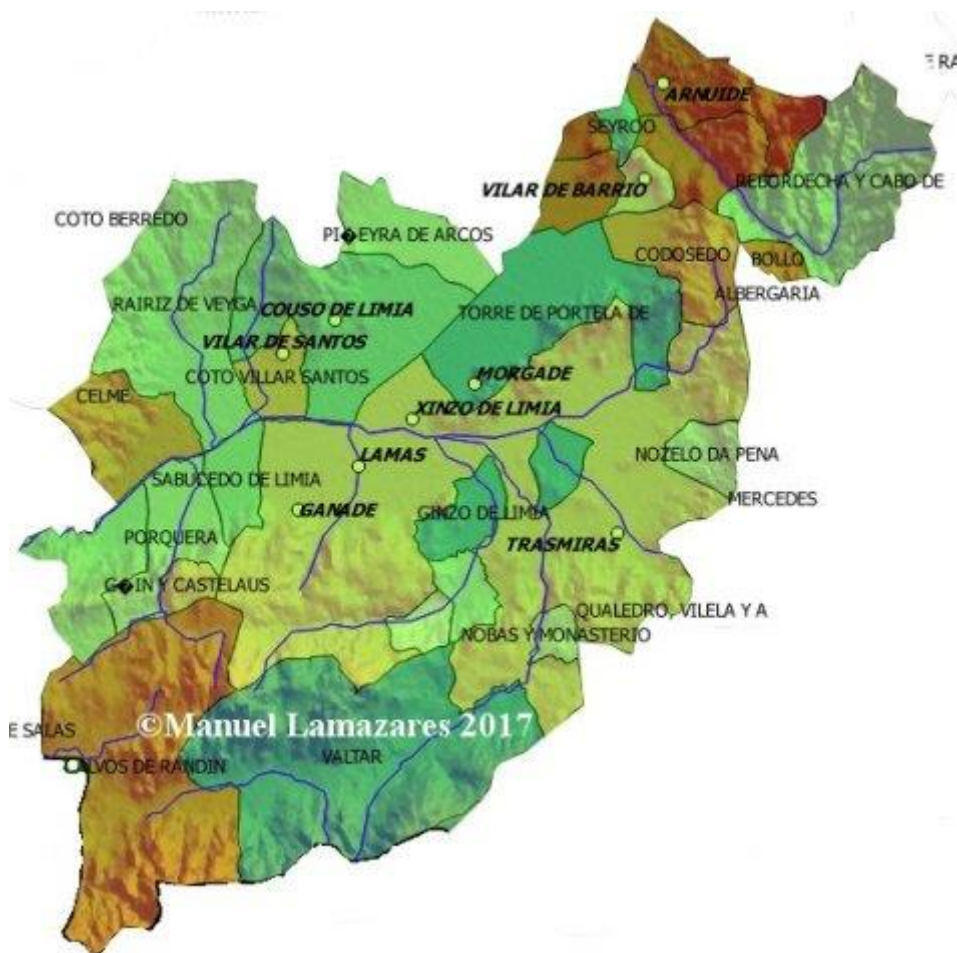 E RA
ARNUIDE
SEYROO
VILAR DE BARRIO
REBORDECHA Y CABO DE
COTO BERREDO
PI�EYRA DE ARCOS
CODOSEDO
BOLLO
ALBERGARIA
RAIRIZ DE VEYGA
COUSO DE LIMIA
TORRE DE PORTELA DE
VILAR DE SANTOS
COTO VILLAR SANTOS
MORGADE
CELME
XINZO DE LIMIA
LAMAS
NOZELO DA PENA
SABUCEDO DE LIMIA
MERCEDES
GANADE
GINZO DE LIMIA
PORQUERA
TRASMIRAS
G�IN Y CASTELAUS
QUALEDRO, VILELA Y A
NOBAS Y MONASTERIO
©Manuel Lamazares 2017
E SALAS
VALTAR
ALVOS DE RANDIN